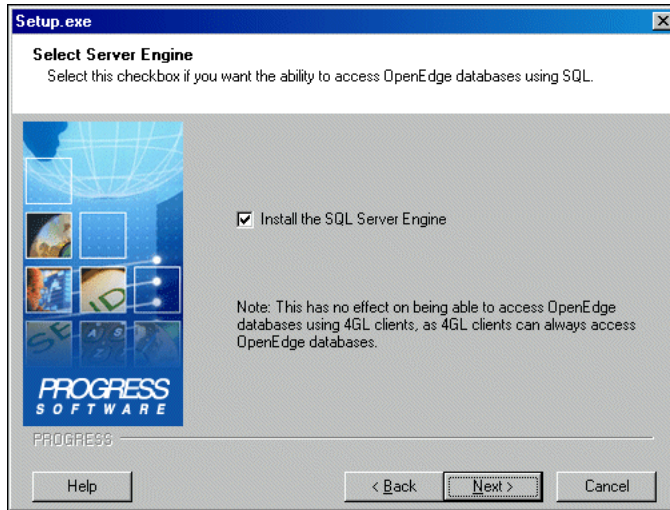 Setup.exe
Select Server Engine
Select this checkbox if you want the ability to access OpenEdge databases using SQL.
Install the SQL Server Engine
Note: This has no effect on being able to access OpenEdge
databases using 4GL clients, as 4GL clients can always access
OpenEdge databases.
PROGRESS
SOFTWARE
PROGRESS
Help
< Back
Next >
Cancel